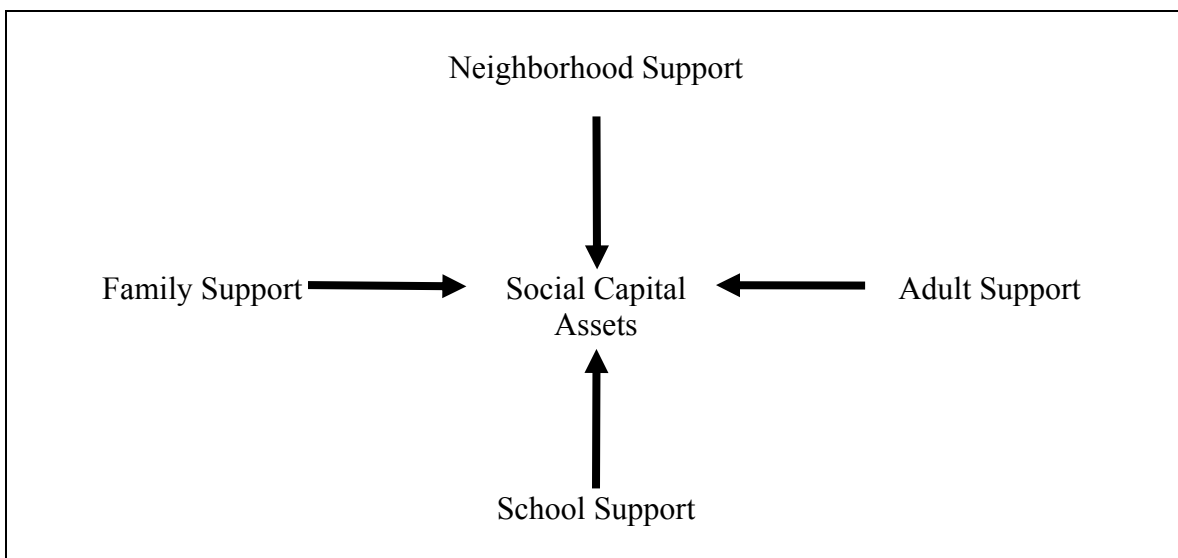 Neighborhood Support
Family Support
Social Capital
Assets
Adult Support
School Support